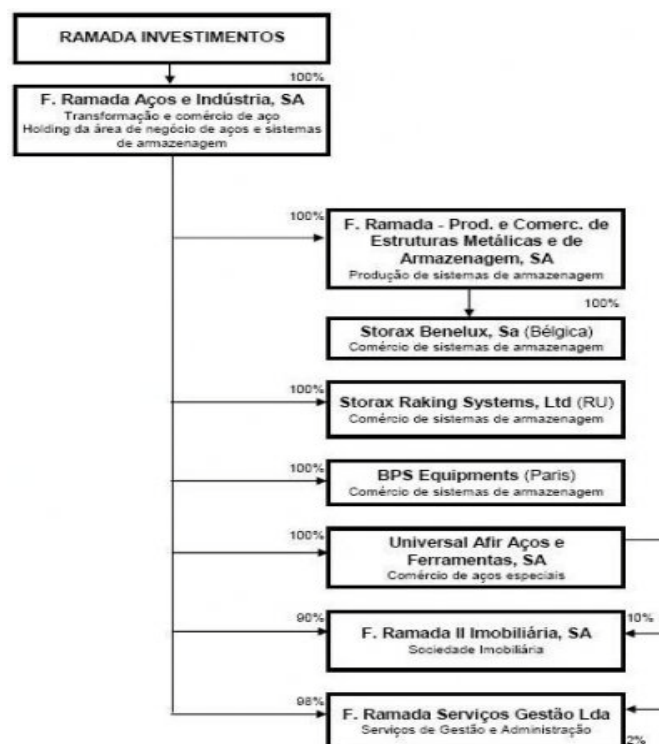 RAMADA INVESTIMENTOS
100%
F. Ramada Aços e Indústria, SA
Transformação e comércio de aço
Holding da área de negócio de aços e sistemas
de armazenagem
100%
F. Ramada - Prod. e Comerc. de
Estruturas Metálicas e de
Armazenagem, SA
Produção de sistemas de armazenagem
100%
Storax Benelux, Sa (Bélgica)
Comércio de sistemas de armazenagem
100%
Storax Raking Systems, Ltd (RU)
Comércio de sistemas de armazenagem
100%
BPS Equipments (Paris)
Comércio de sistemas de armazenagem
100%
Universal Afir Aços e
Ferramentas, SA
Comércio de aços especiais
90%
F. Ramada II Imobiliária, SA
Sociedade Imobiliária
10%
98%
F. Ramada Serviços Gestão Lda
Serviços de Gestão e Administração
2%